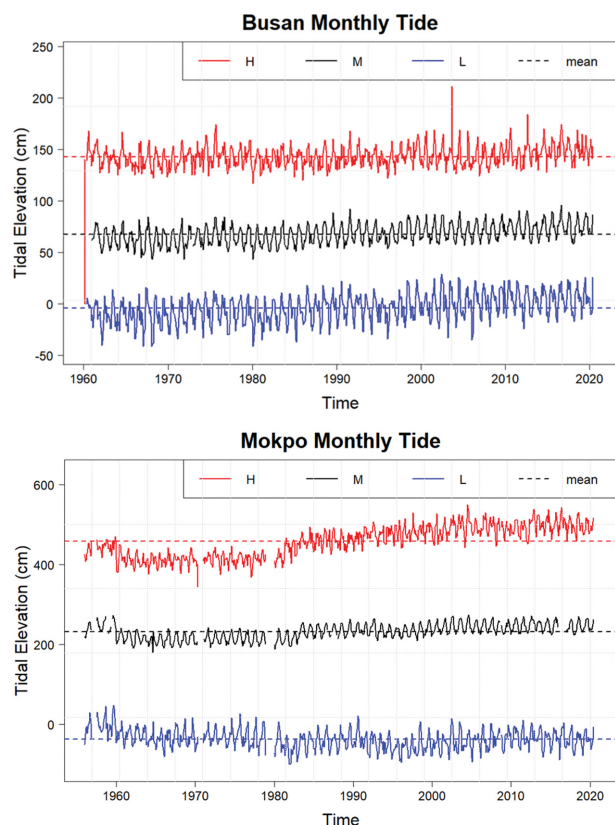 Busan Monthly Tide
H M L mean
250
200
150
100
50
0
-50
Tidal Elevation (cm)
1960 1970 1980 1990 2000 2010 2020
Time
Mokpo Monthly Tide
H M L mean
600
400
200
0
Tidal Elevation (cm)
1960 1970 1980 1990 2000 2010 2020
Time